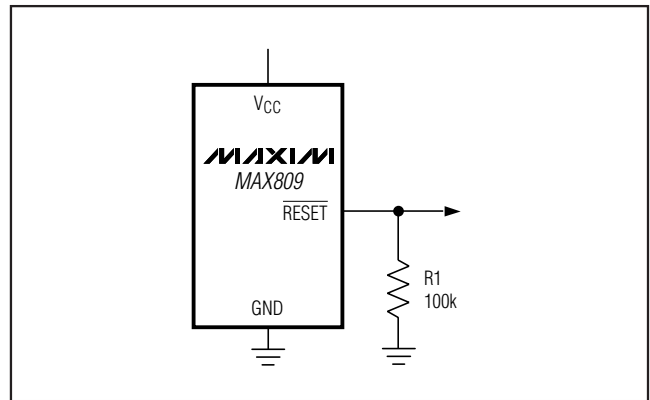 VCC
MAXIM
MAX809
RESET
R1
100k
GND